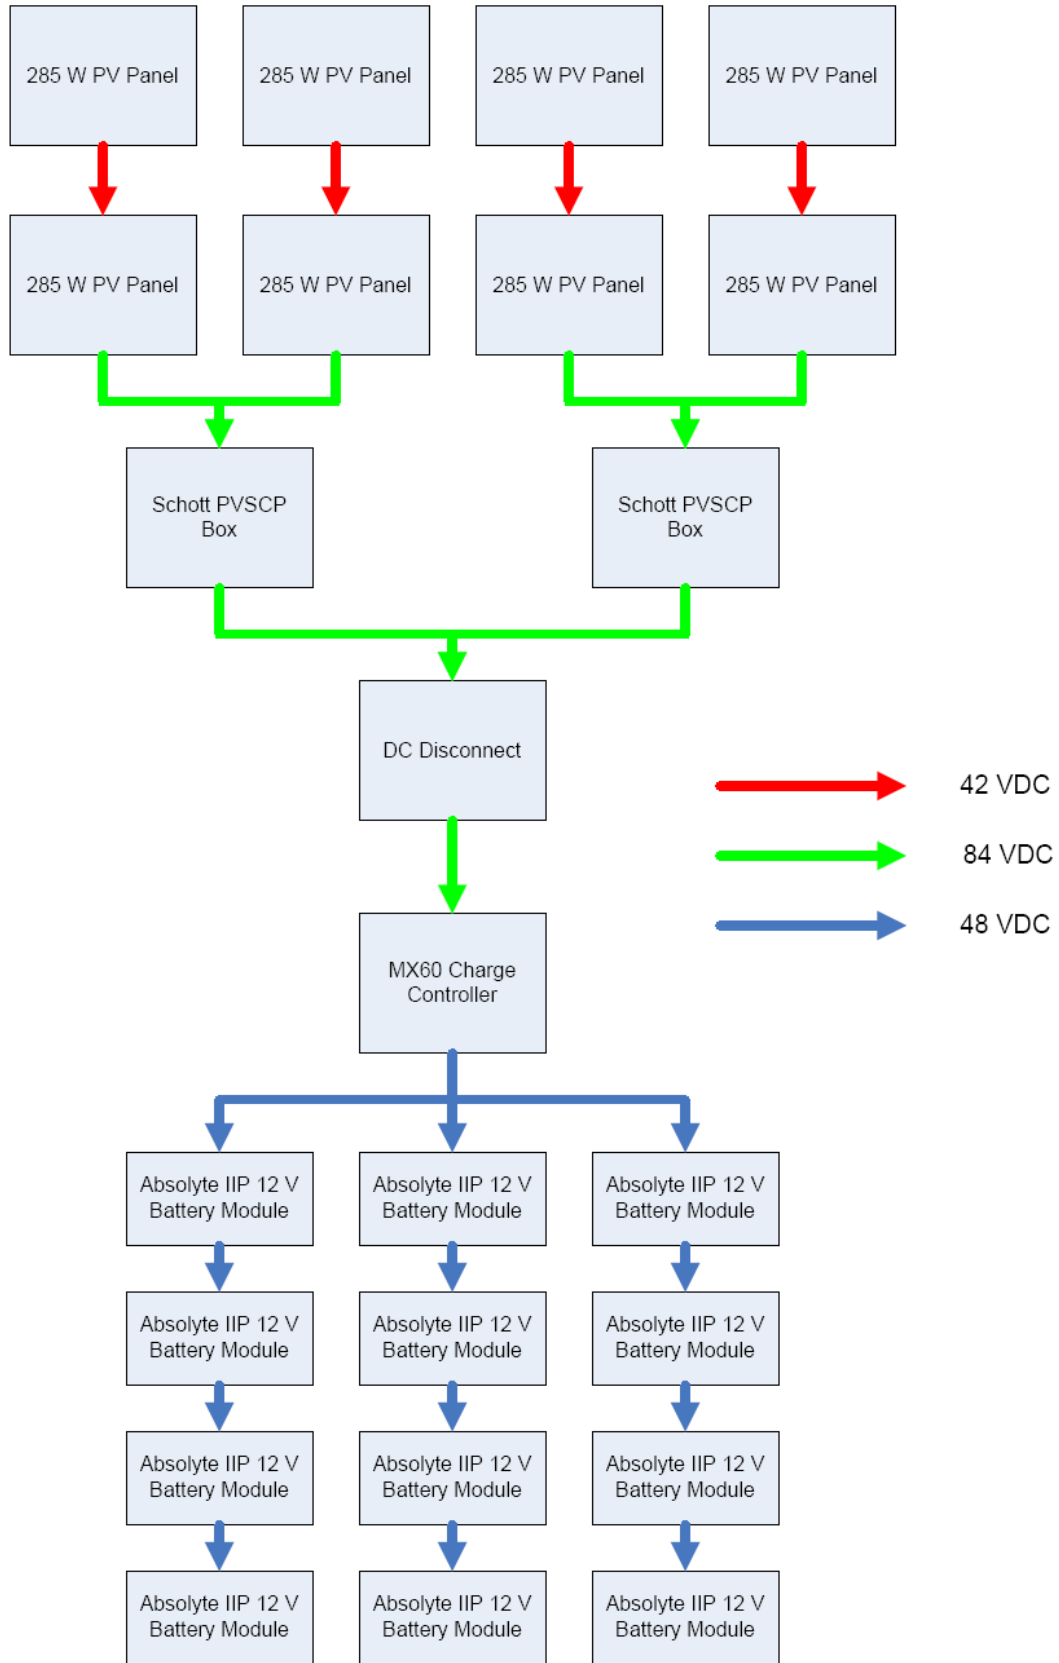 285 W PV Panel
285 W PV Panel
285 W PV Panel
285 W PV Panel
285 W PV Panel
285 W PV Panel
285 W PV Panel
285 W PV Panel
Schott PVSCP
Box
Schott PVSCP
Box
DC Disconnect
42 VDC
84 VDC
48 VDC
MX60 Charge
Controller
Absolyte IIP 12 V
Battery Module
Absolyte IIP 12 V
Battery Module
Absolyte IIP 12 V
Battery Module
Absolyte IIP 12 V
Battery Module
Absolyte IIP 12 V
Battery Module
Absolyte IIP 12 V
Battery Module
Absolyte IIP 12 V
Battery Module
Absolyte IIP 12 V
Battery Module
Absolyte IIP 12 V
Battery Module
Absolyte IIP 12 V
Battery Module
Absolyte IIP 12 V
Battery Module
Absolyte IIP 12 V
Battery Module